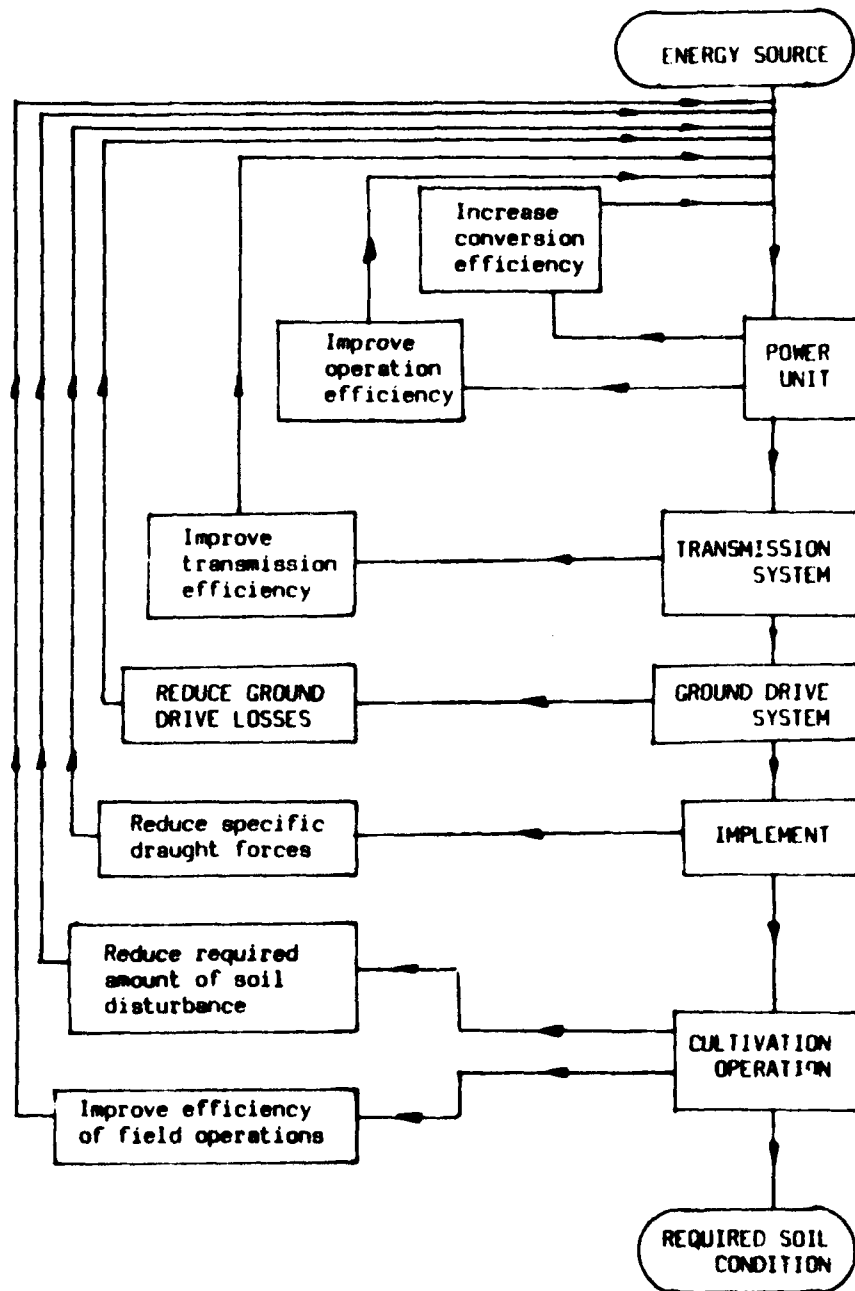 ENERGY SOURCE
Increase
conversion
efficiency
Improve
operation
efficiency
POWER
UNIT
Improve
transmission
efficiency
TRANSMISSION
SYSTEM
REDUCE GROUND
DRIVE LOSSES
GROUND DRIVE
SYSTEM
Reduce specific
draught forces
IMPLEMENT
Reduce required
amount of soil
disturbance
CULTIVATION
OPERATION
Improve efficiency
of field operations
REQUIRED SOIL
CONDITION